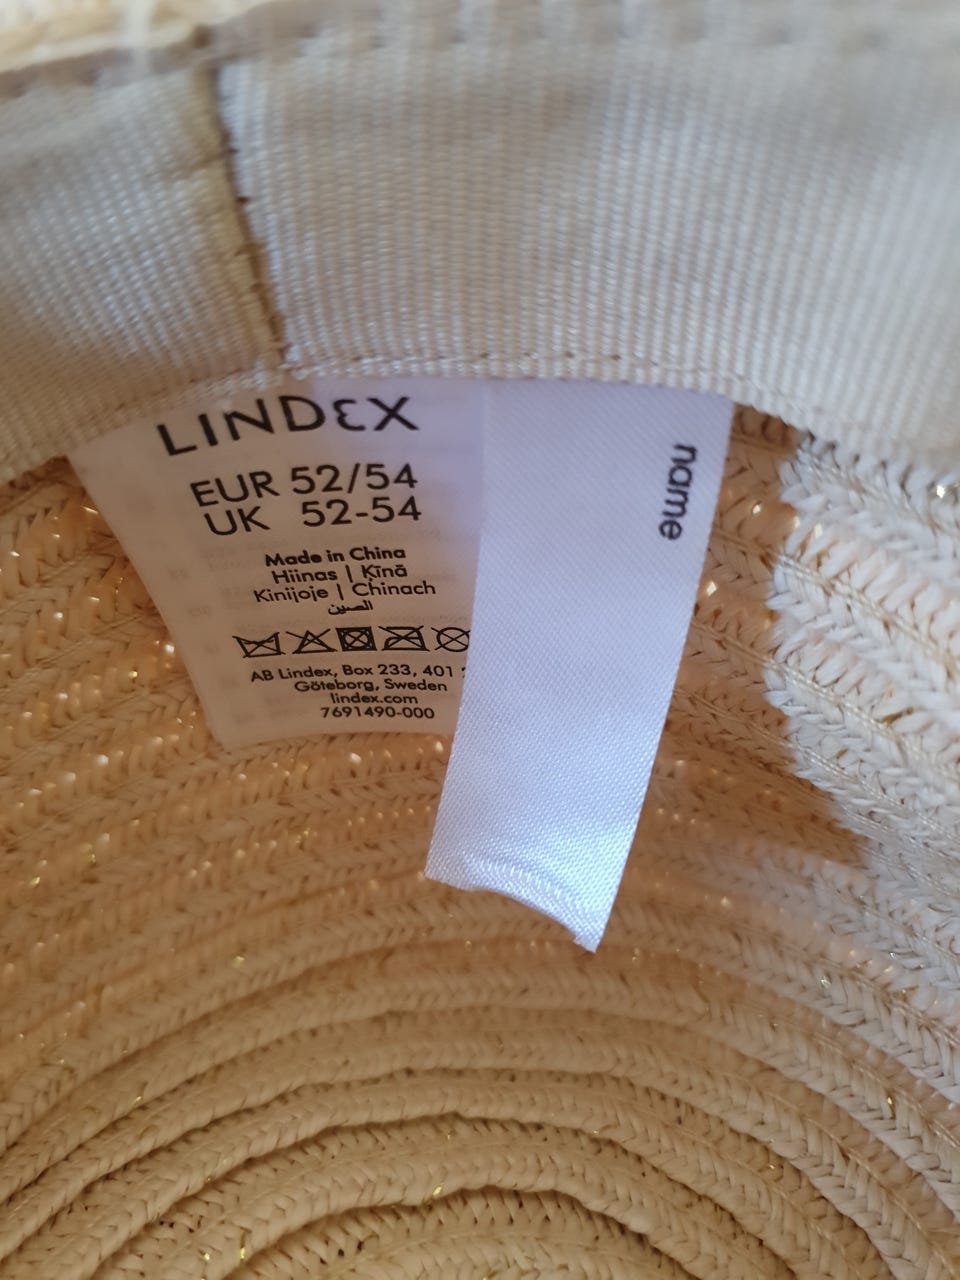 LINDEX
EUR 52/54
UK 52-54
Made in China
Hiinas | Ķīnā
Kinijoje | Chinach
الصين
AB Lindex, Box 233, 401
Göteborg, Sweden
lindex.com
7691490-000
name